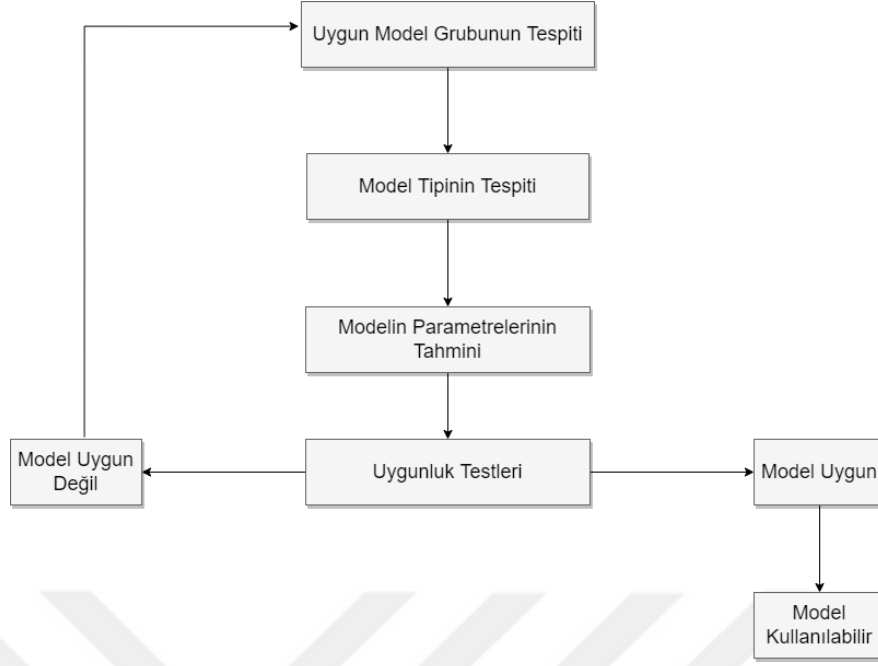 Uygun Model Grubunun Tespiti
Model Tipinin Tespiti
Modelin Parametrelerinin
Tahmini
Model Uygun
Değil
Uygunluk Testleri
Model Uygun
Model
Kullanılabilir